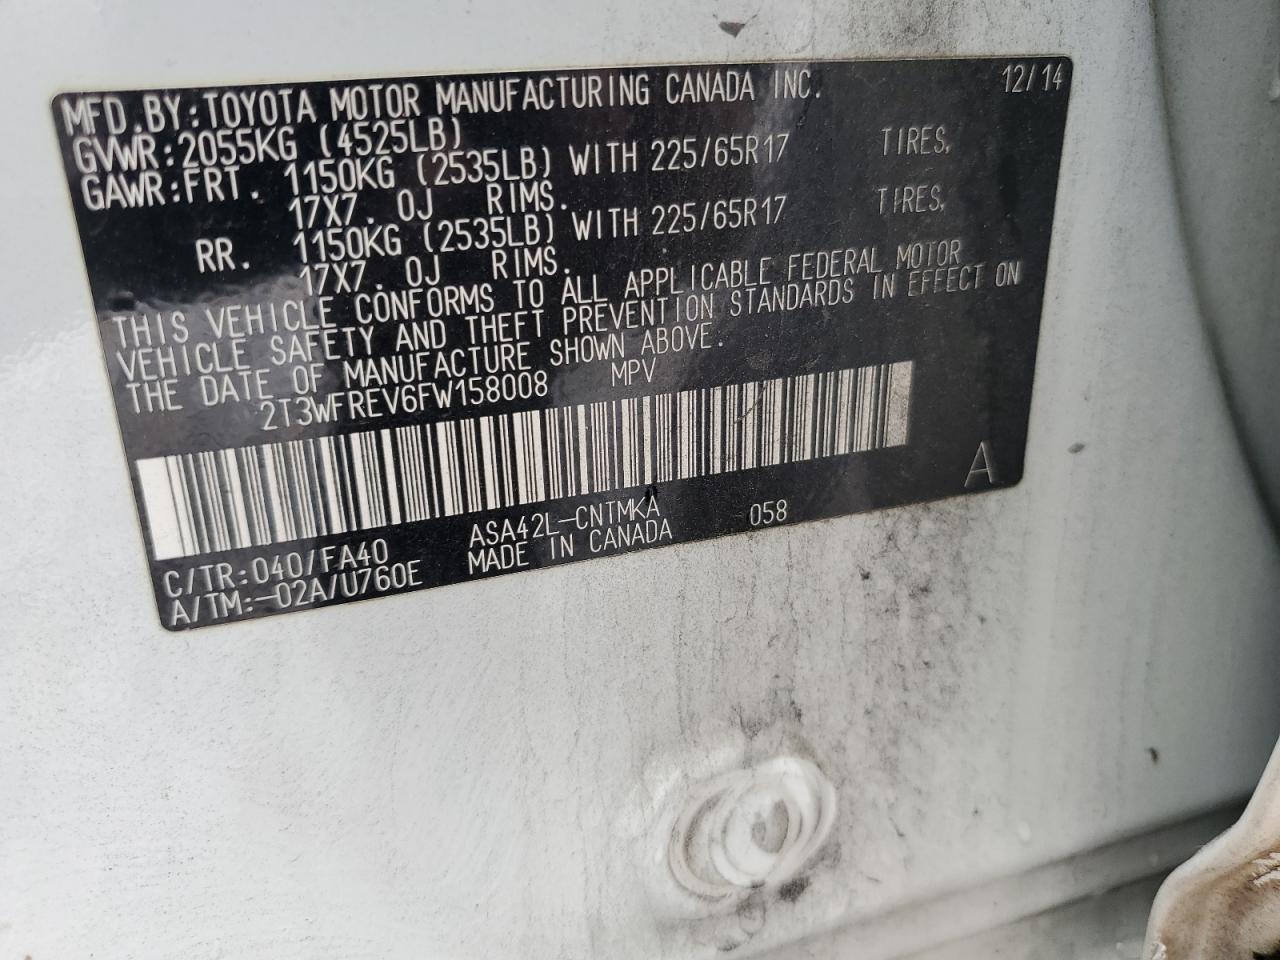 MFD.BY:TOYOTA MOTOR MANUFACTURING CANADA INC. 12/14
GVWR:2055KG (4525LB)
GAWR:FRT. 1150KG (2535LB) WITH 225/65R17 TIRES,
17X7.0J RIMS.
RR. 1150KG (2535LB) WITH 225/65R17 TIRES,
17X7.0J RIMS.
THIS VEHICLE CONFORMS TO ALL APPLICABLE FEDERAL MOTOR
VEHICLE SAFETY AND THEFT PREVENTION STANDARDS IN EFFECT ON
THE DATE OF MANUFACTURE SHOWN ABOVE.
2T3WFREV6FW158008 MPV
A
C/TR:040/FA40 ASA42L-CNTMKA 058
A/TM:-02A/U760E MADE IN CANADA